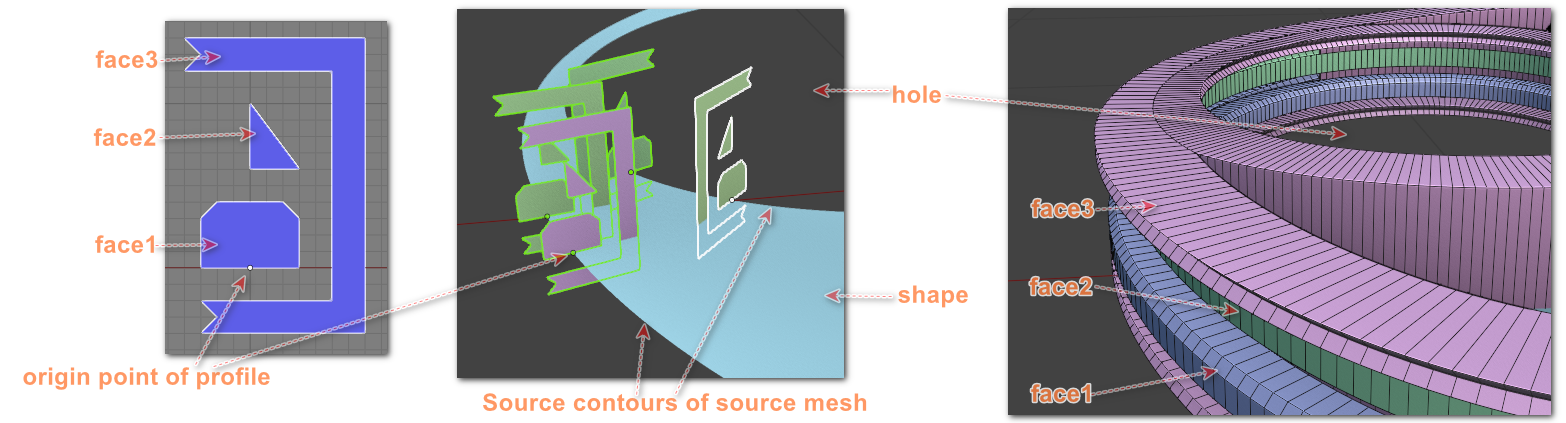 face3
face2
face1
origin point of profile
hole
shape
Source contours of source mesh
face3
face2
face1